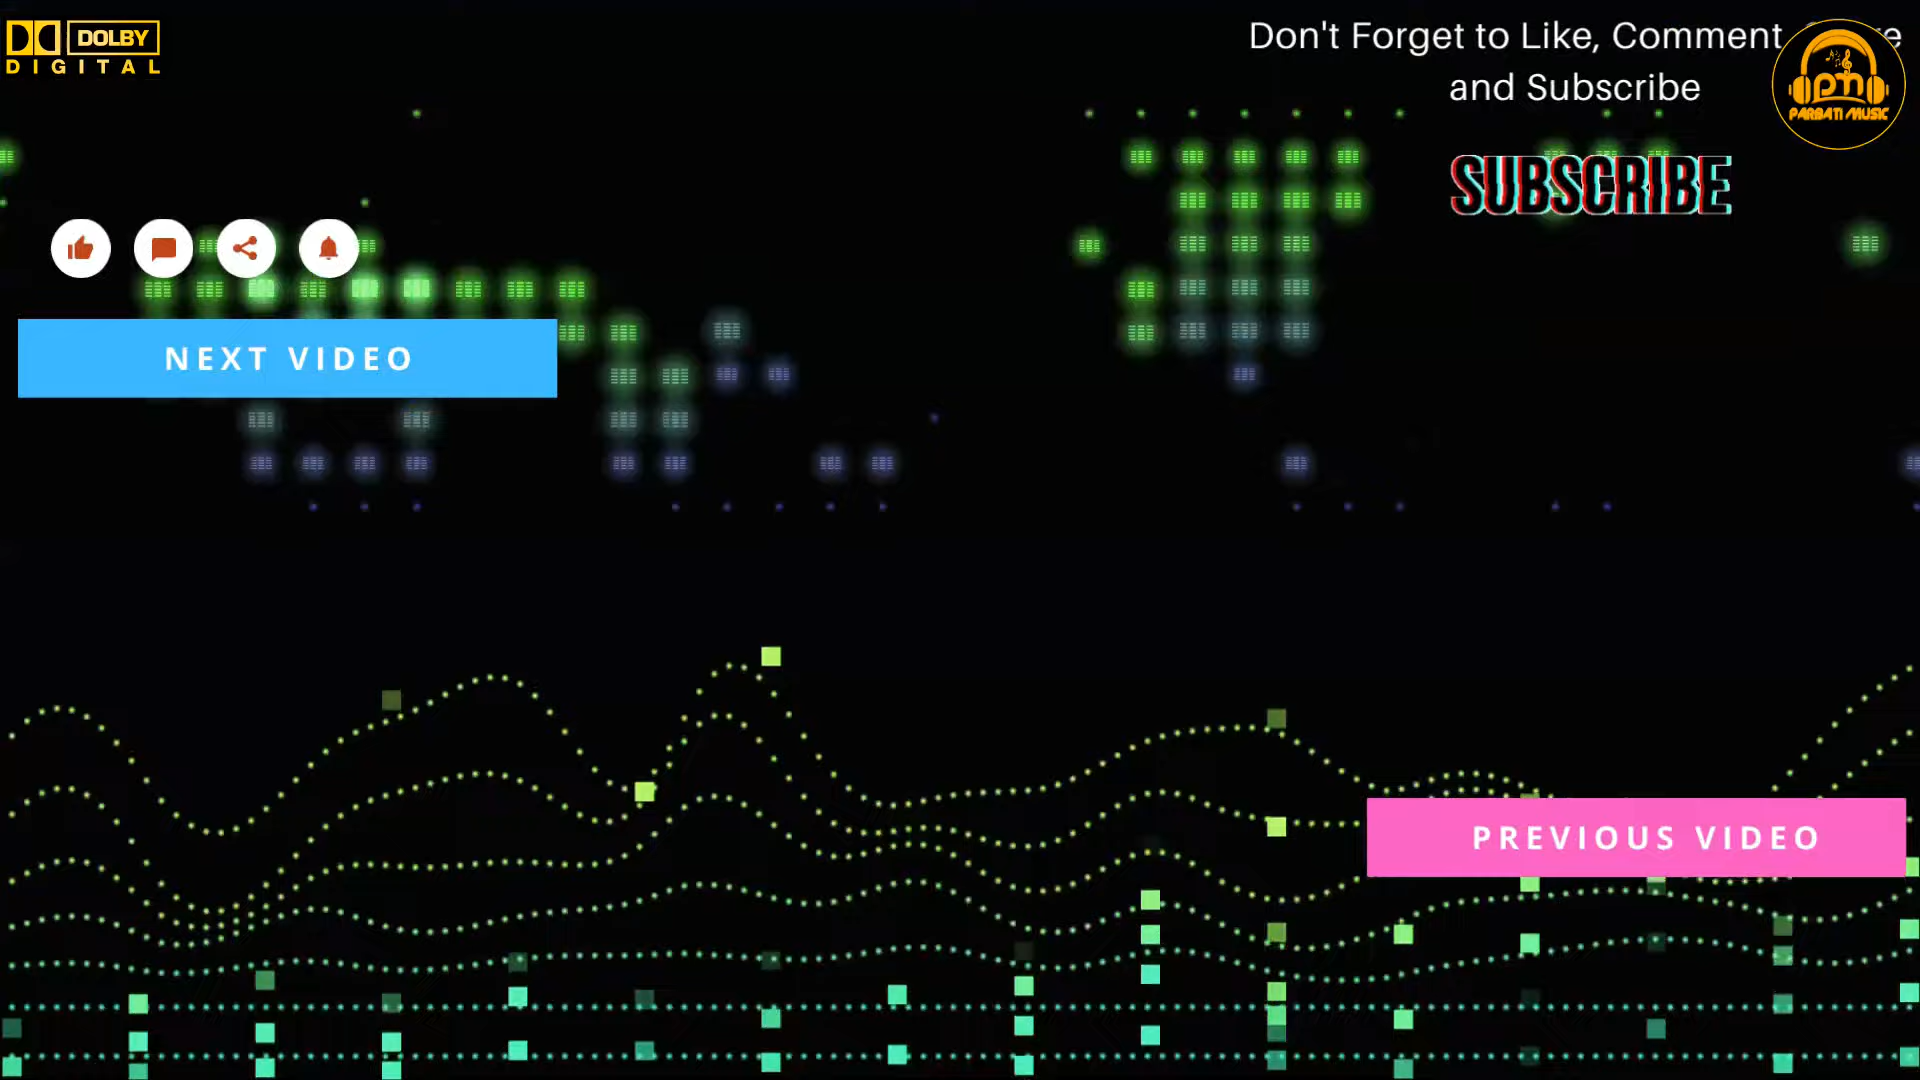 DOLBY
DIGITAL
Don't Forget to Like, Comment,
and Subscribe
PARBATI MUSIC
SUBSCRIBE
NEXT VIDEO
PREVIOUS VIDEO